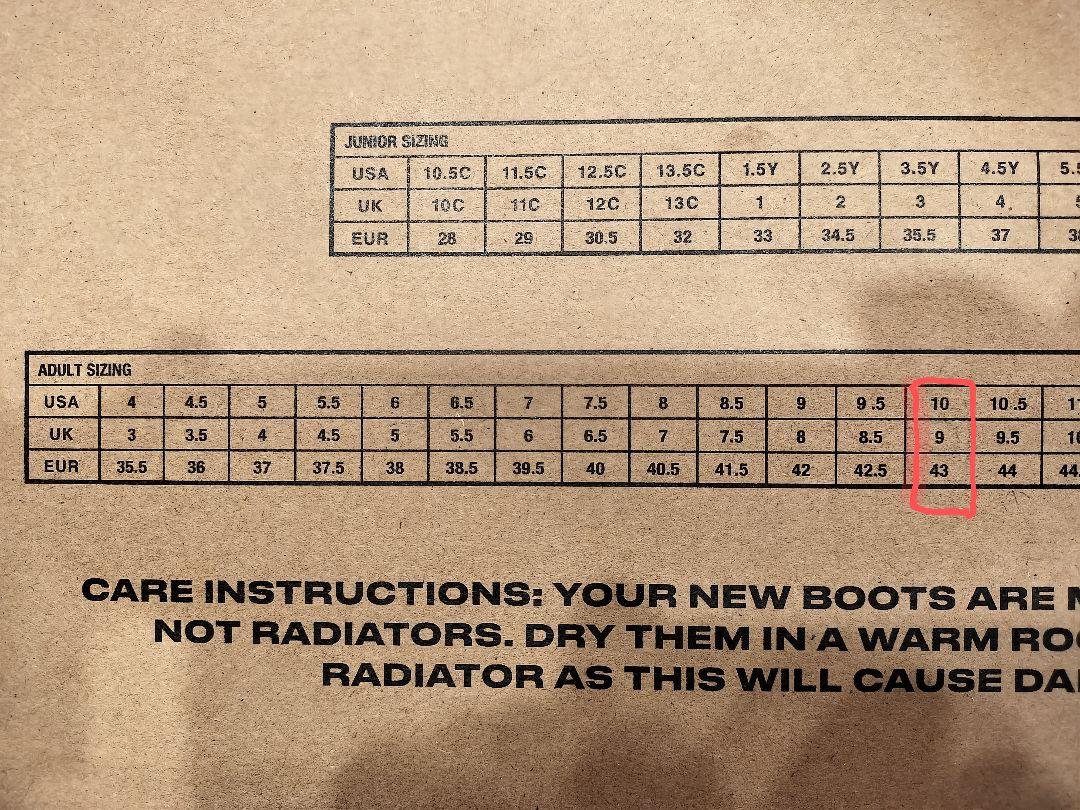 JUNIOR SIZING
USA 10.5C 11.5C 12.5C 13.5C 1.5Y 2.5Y 3.5Y 4.5Y
UK 10C 11C 12C 13C 1 2 3 4
EUR 28 29 30.5 32 33 34.5 35.5 37
ADULT SIZING
USA 4 4.5 5 5.5 6 6.5 7 7.5 8 8.5 9 9.5 10 10.5
UK 3 3.5 4 4.5 5 5.5 6 6.5 7 7.5 8 8.5 9 9.5
EUR 35.5 36 37 37.5 38 38.5 39.5 40 40.5 41.5 42 42.5 43 44
CARE INSTRUCTIONS: YOUR NEW BOOTS ARE
NOT RADIATORS. DRY THEM IN A WARM
RADIATOR AS THIS WILL CAUSE